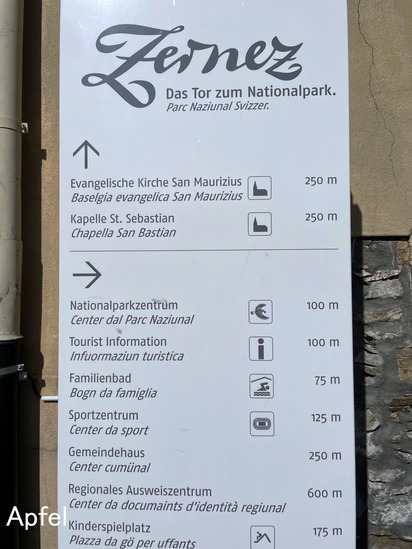 Zernez
Das Tor zum Nationalpark.
Parc Naziunal Svizzer.
Evangelische Kirche San Maurizius 250 m
Baselgia evangelica San Maurizius
Kapelle St. Sebastian 250 m
Chapella San Bastian
Nationalparkzentrum 100 m
Center dal Parc Naziunal
Tourist Information 100 m
Infuormaziun turistica
Familienbad 75 m
Bogn da famiglia
Sportzentrum 125 m
Center da sport
Gemeindehaus 250 m
Center cumünal
Regionales Ausweiszentrum 600 m
Center da documaints d'identità regiunal
Kinderspielplatz 175 m
Plazza da gö per uffants
Apfel